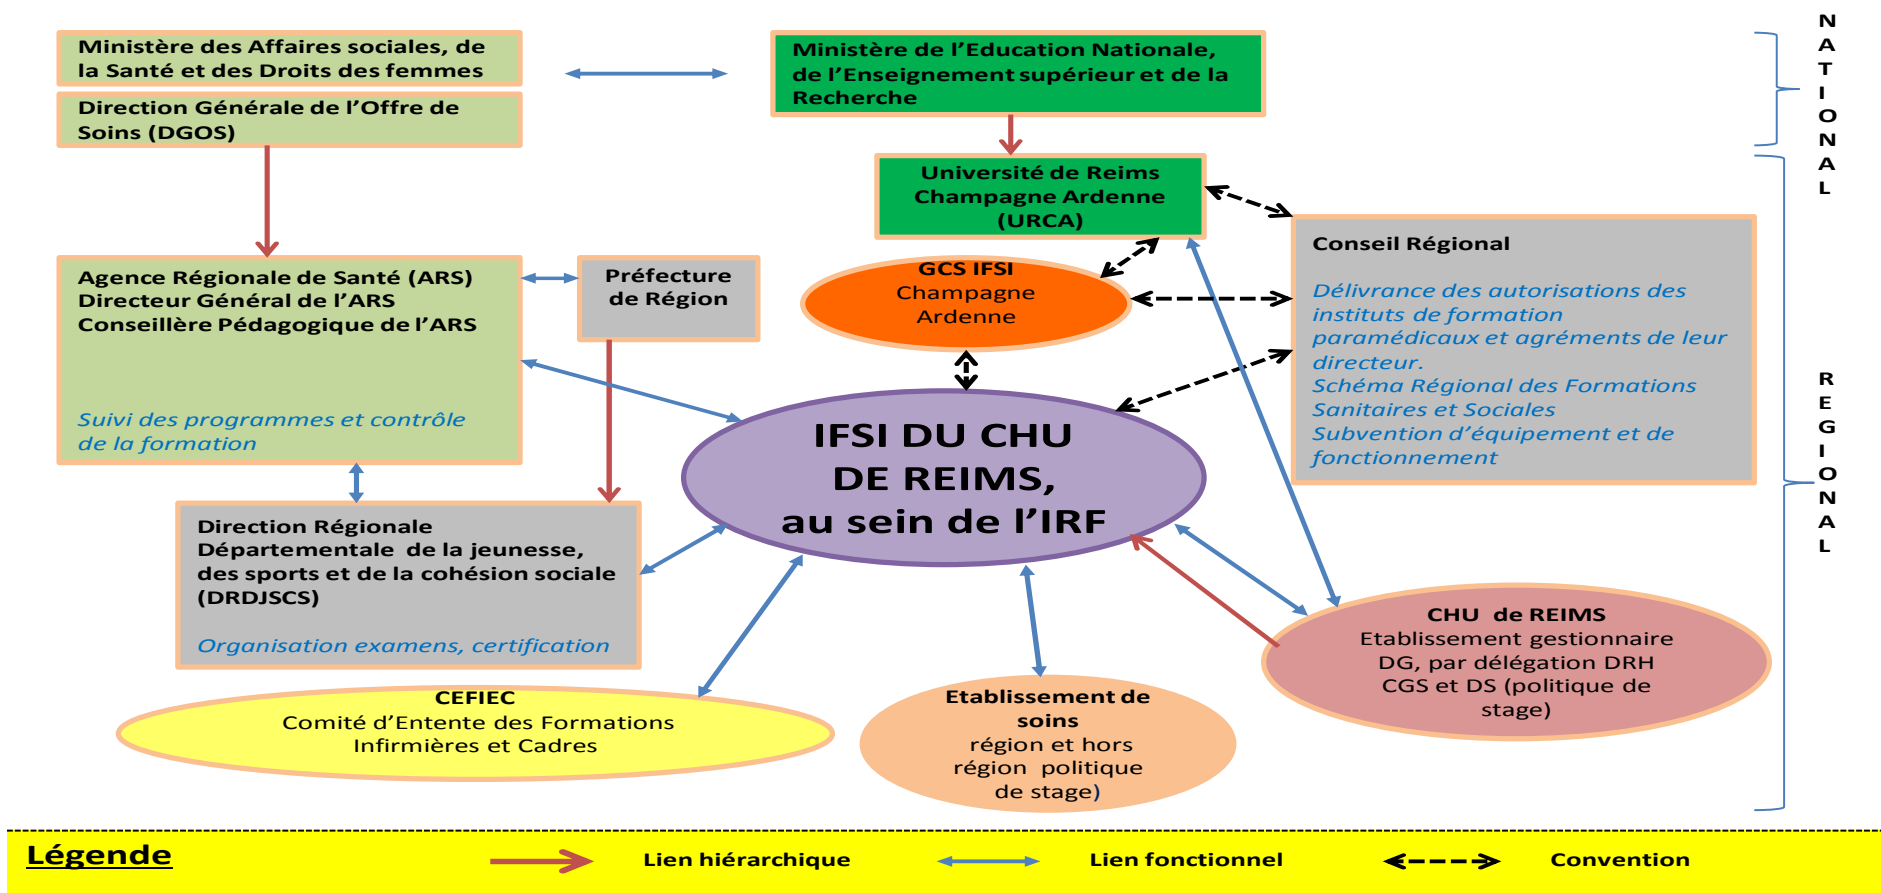 Ministère des Affaires sociales, de
la Santé et des Droits des femmes
Direction Générale de l’Offre de
Soins (DGOS)
Ministère de l’Education Nationale,
de l’Enseignement supérieur et de la
Recherche
NATIONAL
Université de Reims
Champagne Ardenne
(URCA)
Agence Régionale de Santé (ARS)
Directeur Général de l’ARS
Conseillère Pédagogique de l’ARS
Suivi des programmes et contrôle
de la formation
Préfecture
de Région
GCS IFSI
Champagne
Ardenne
Conseil Régional
Délivrance des autorisations des
instituts de formation
paramédicaux et agréments de leur
directeur.
Schéma Régional des Formations
Sanitaires et Sociales
Subvention d’équipement et de
fonctionnement
REGIONAL
IFSI DU CHU
DE REIMS,
au sein de l’IRF
Direction Régionale
Départementale de la jeunesse,
des sports et de la cohésion sociale
(DRDJSCS)
Organisation examens, certification
CHU de REIMS
Etablissement gestionnaire
DG, par délégation DRH
CGS et DS (politique de
stage)
CEFIEC
Comité d’Entente des Formations
Infirmières et Cadres
Etablissement de
soins
région et hors
région politique
de stage)
Légende
Lien hiérarchique
Lien fonctionnel
Convention